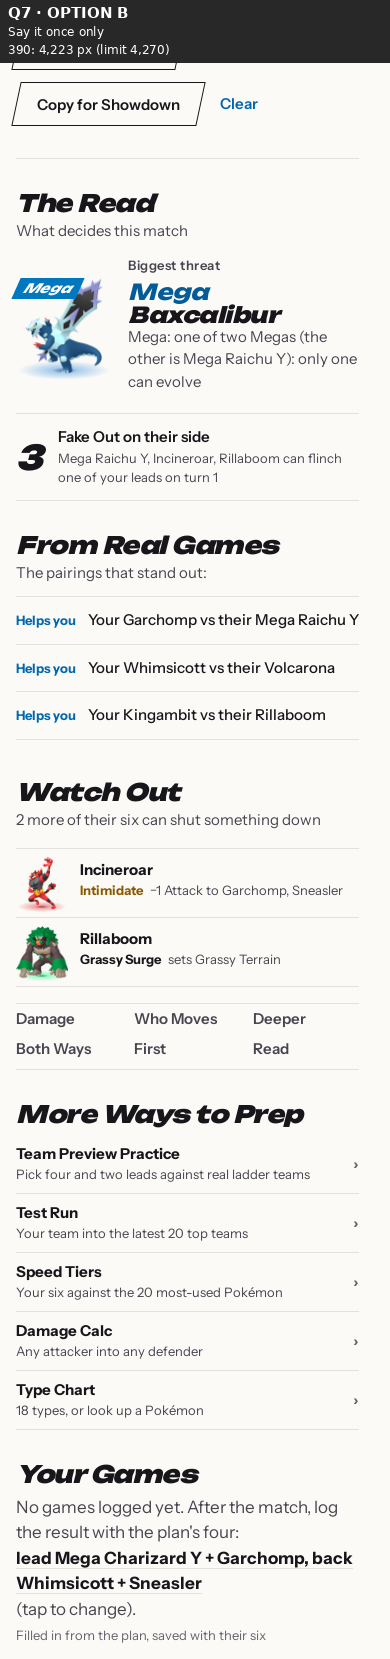 Q7 · OPTION B
Say it once only
390: 4,223 px (limit 4,270)
Copy for Showdown
Clear
The Read
What decides this match
Mega
Biggest threat
Mega
Baxcalibur
Mega: one of two Megas (the
other is Mega Raichu Y): only one
can evolve
3
Fake Out on their side
Mega Raichu Y, Incineroar, Rillaboom can flinch
one of your leads on turn 1
From Real Games
The pairings that stand out:
Helps you Your Garchomp vs their Mega Raichu Y
Helps you Your Whimsicott vs their Volcarona
Helps you Your Kingambit vs their Rillaboom
Watch Out
2 more of their six can shut something down
Incineroar
Intimidate −1 Attack to Garchomp, Sneasler
Rillaboom
Grassy Surge sets Grassy Terrain
Damage
Both Ways
Who Moves
First
Deeper
Read
More Ways to Prep
Team Preview Practice
Pick four and two leads against real ladder teams
›
Test Run
Your team into the latest 20 top teams
›
Speed Tiers
Your six against the 20 most-used Pokémon
›
Damage Calc
Any attacker into any defender
›
Type Chart
18 types, or look up a Pokémon
›
Your Games
No games logged yet. After the match, log
the result with the plan's four:
lead Mega Charizard Y + Garchomp, back
Whimsicott + Sneasler
(tap to change).
Filled in from the plan, saved with their six